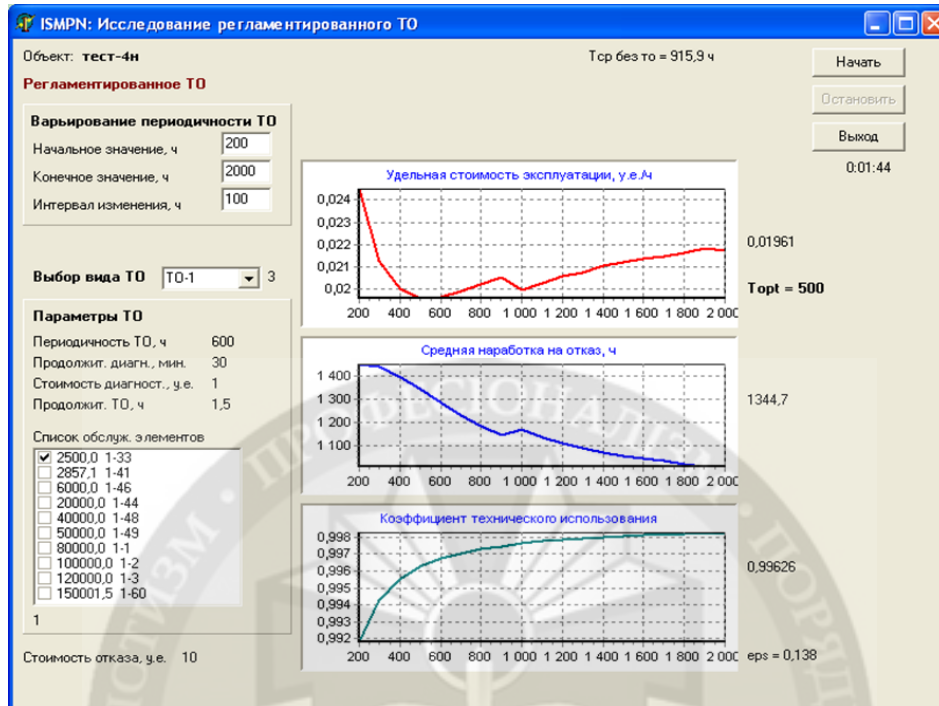 ISMPN: Исследование регламентированного ТО
Объект: тест-4н
Тср без то = 915,9 ч
Начать
Регламентированное ТО
Остановить
Выход
0:01:44
Варьирование периодичности ТО
Начальное значение, ч 200
Конечное значение, ч 2000
Интервал изменения, ч 100
Выбор вида ТО ТО-1 3
Параметры ТО
Периодичность ТО, ч 600
Продолжит. диагн., мин. 30
Стоимость диагност., у.е. 1
Продолжит. ТО, ч 1,5
Список обслуж. элементов
2500,0 1-33
2857,1 1-41
6000,0 1-46
20000,0 1-44
40000,0 1-48
50000,0 1-49
80000,0 1-1
100000,0 1-2
120000,0 1-3
150001,5 1-60
1
Стоимость отказа, у.е. 10
Удельная стоимость эксплуатации, у.е./ч
0,024
0,023
0,022
0,021
0,02
200 400 600 800 1 000 1 200 1 400 1 600 1 800 2 000
0,01961
Topt = 500
Средняя наработка на отказ, ч
1 400
1 300
1 200
1 100
200 400 600 800 1 000 1 200 1 400 1 600 1 800 2 000
1344,7
Коэффициент технического использования
0,998
0,997
0,996
0,995
0,994
0,993
0,992
200 400 600 800 1 000 1 200 1 400 1 600 1 800 2 000
0,99626
eps = 0,138
ПРОФЕСІОНАЛІЗМ